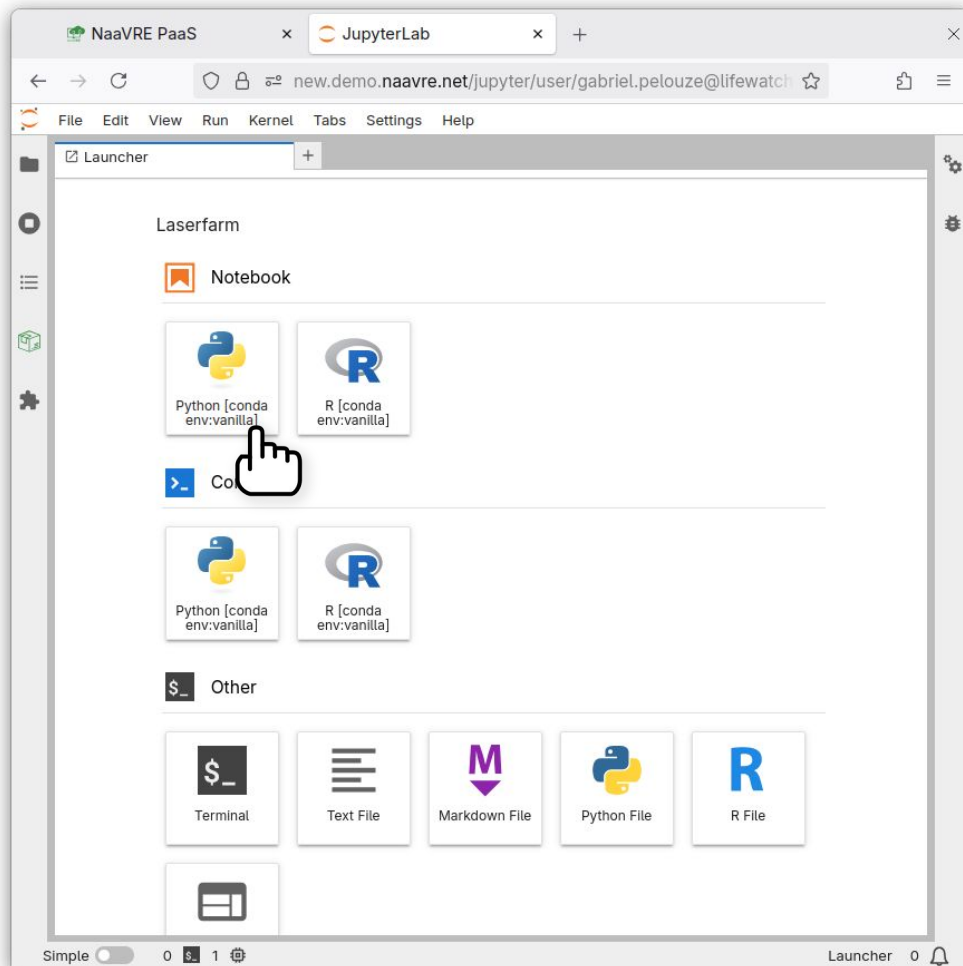 NaaVRE PaaS
JupyterLab
new.demo.naavre.net/jupyter/user/gabriel.pelouze@lifewatch
File Edit View Run Kernel Tabs Settings Help
Launcher
Laserfarm
Notebook
Python [conda
env:vanilla]
R [conda
env:vanilla]
Python [conda
env:vanilla]
R [conda
env:vanilla]
$_ Other
$_
Terminal
Text File
M
Markdown File
Python File
R
R File
Simple 0 $_ 1 Launcher 0